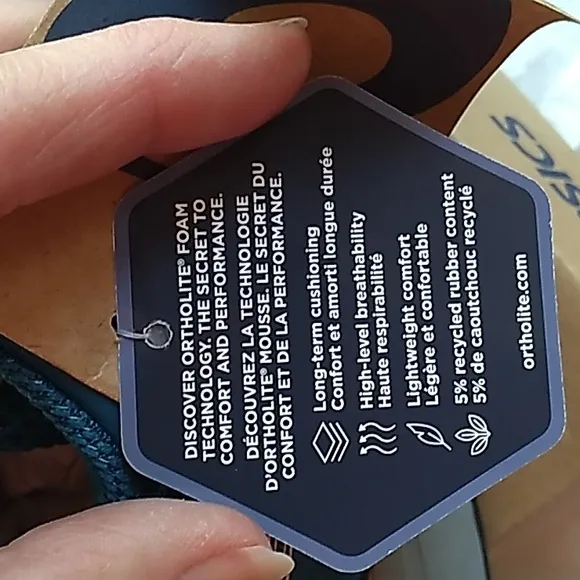 DISCOVER ORTHOLITE® FOAM
TECHNOLOGY. THE SECRET TO
COMFORT AND PERFORMANCE.
DÉCOUVREZ LA TECHNOLOGIE
D'ORTHOLITE® MOUSSE. LE SECRET DU
CONFORT ET DE LA PERFORMANCE.
Long-term cushioning
Confort et amorti longue durée
High-level breathability
Haute respirabilité
Lightweight comfort
Légère et confortable
5% recycled rubber content
5% de caoutchouc recyclé
ortholite.com
SICS